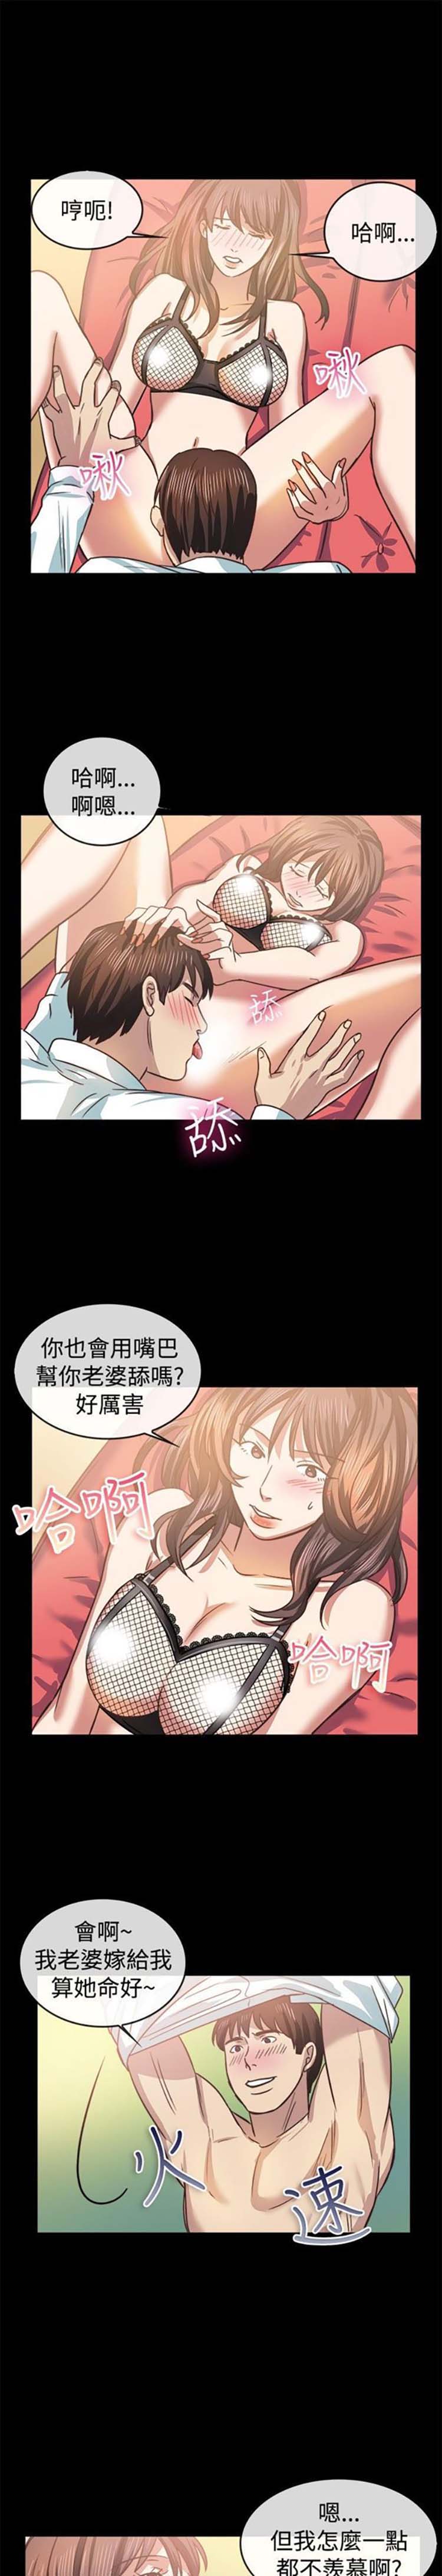 哼呃!
哈啊...
啾
啾
哈啊...
啊嗯...
舔
舔
你也會用嘴巴
幫你老婆舔嗎?
好厲害
哈啊
哈啊
會啊~
我老婆嫁給我
算她命好~
火速
嗯...
但我怎麼一點
都不羨慕啊?